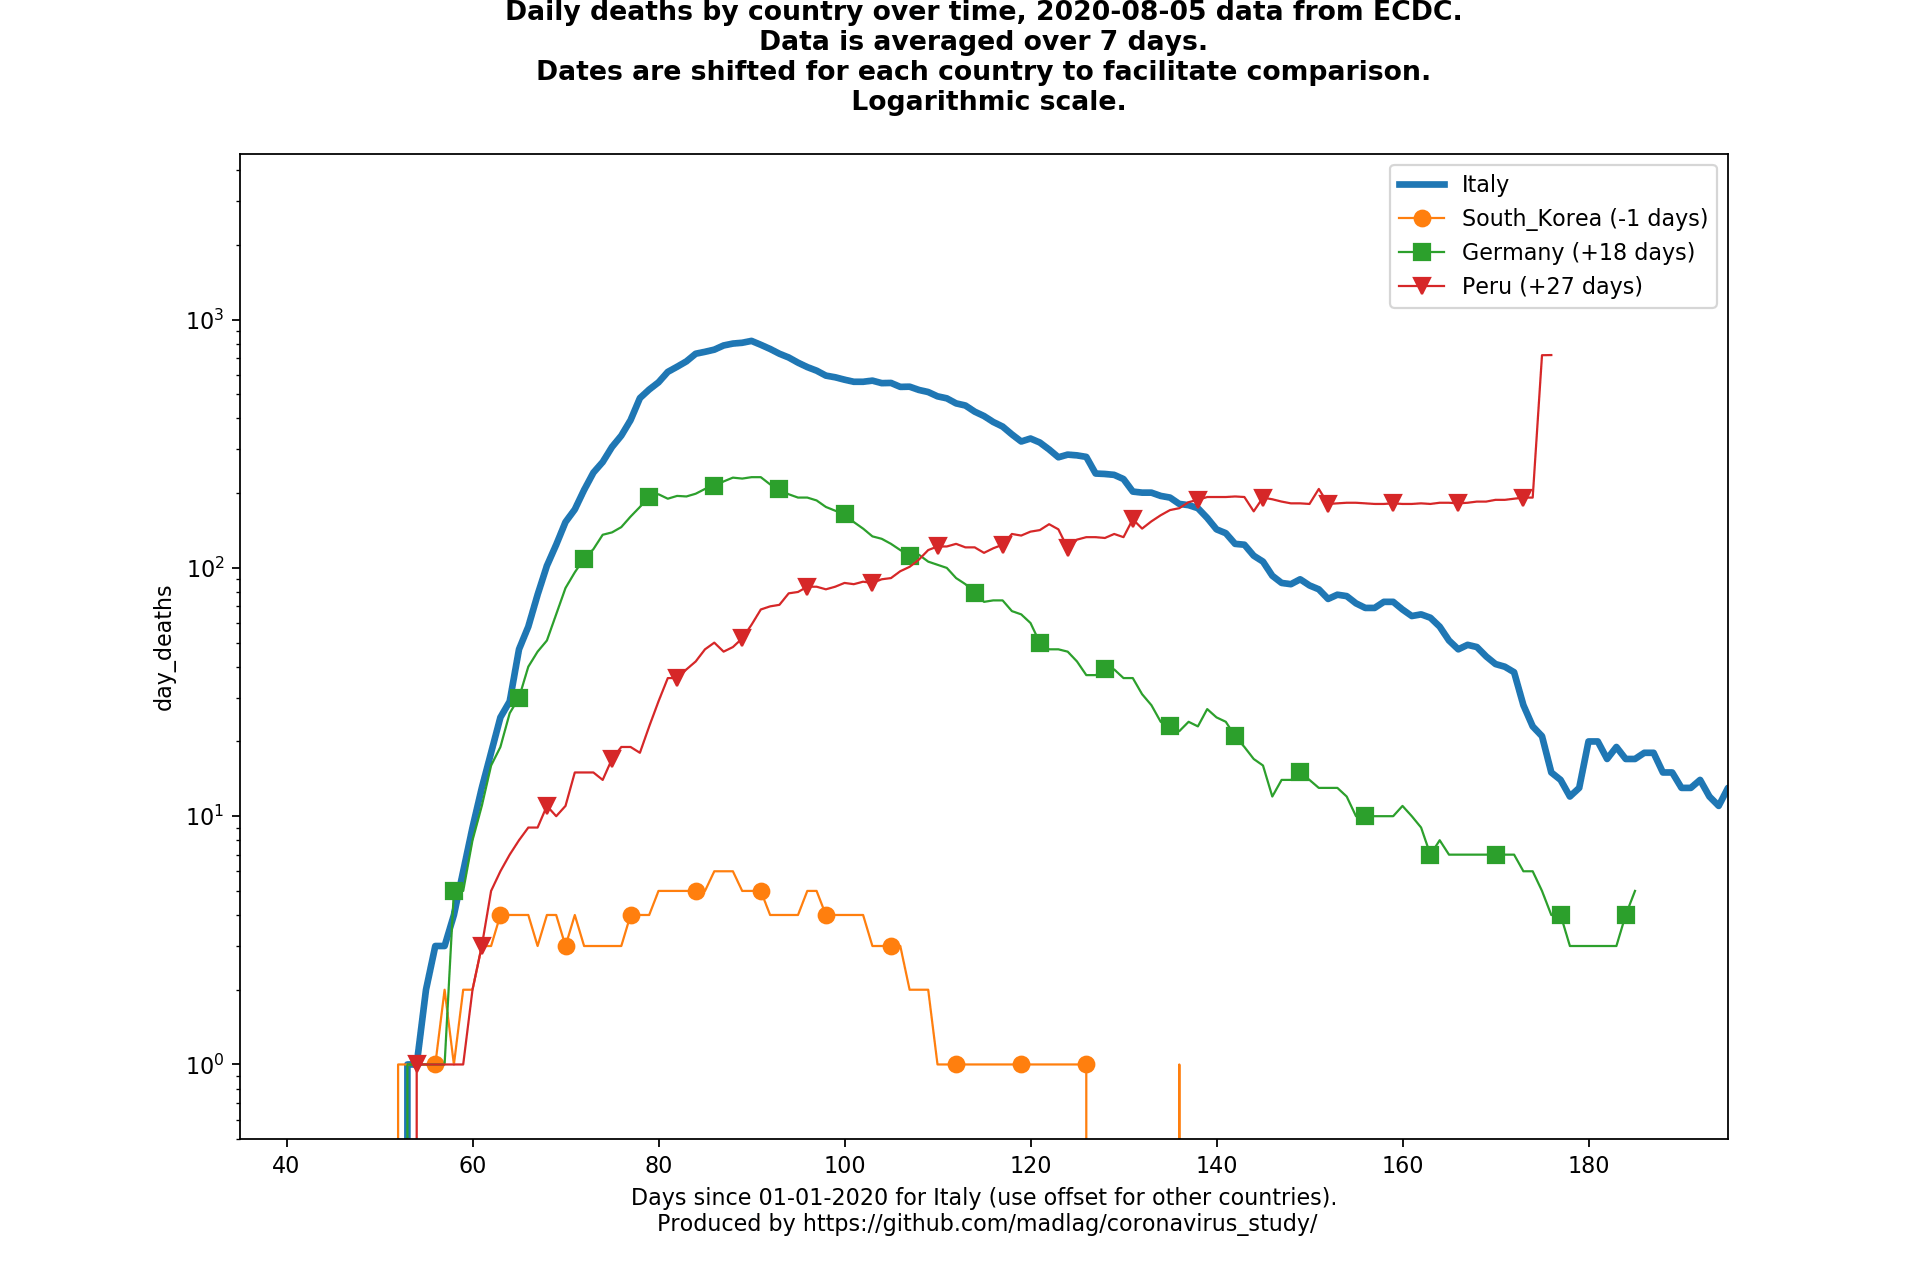 Daily deaths by country over time, 2020-08-05 data from ECDC.
Data is averaged over 7 days.
Dates are shifted for each country to facilitate comparison.
Logarithmic scale.
Italy
South_Korea (-1 days)
Germany (+18 days)
Peru (+27 days)
day_deaths
10³
10²
10¹
10⁰
40 60 80 100 120 140 160 180
Days since 01-01-2020 for Italy (use offset for other countries).
Produced by https://github.com/madlag/coronavirus_study/